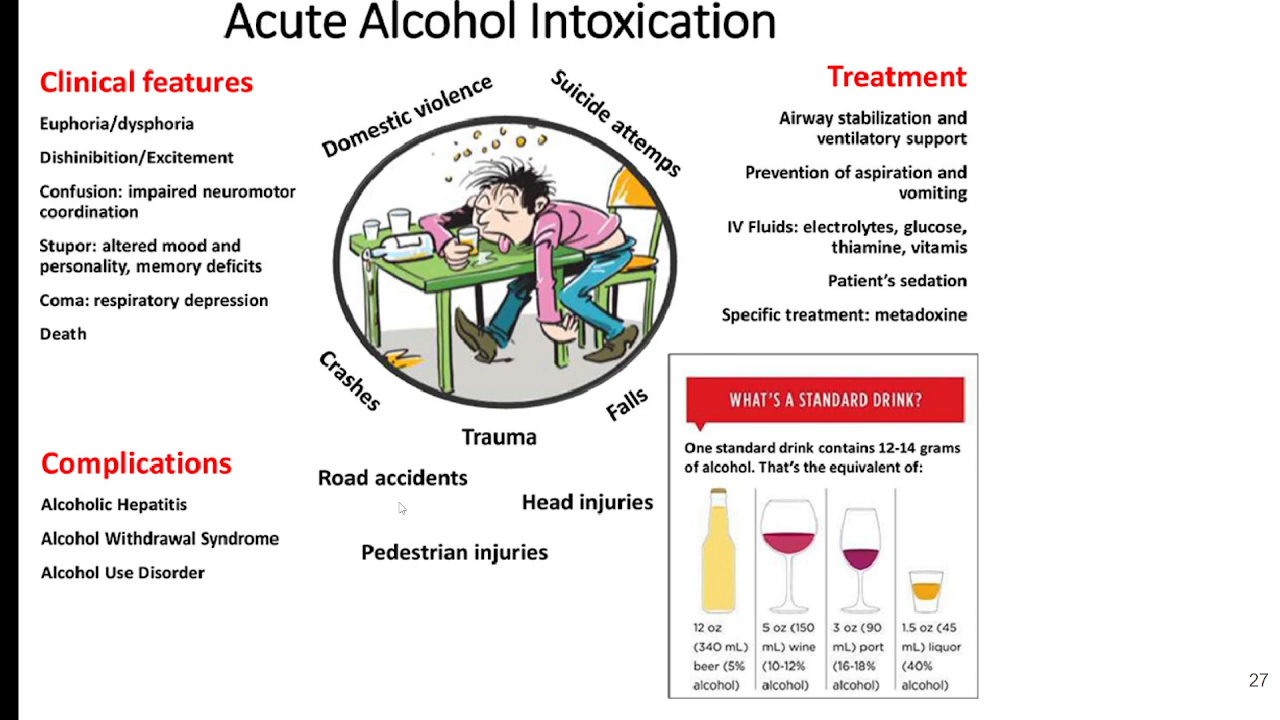 Acute Alcohol Intoxication
Clinical features
Euphoria/dysphoria
Dishinibition/Excitement
Confusion: impaired neuromotor
coordination
Stupor: altered mood and
personality, memory deficits
Coma: respiratory depression
Death
Complications
Alcoholic Hepatitis
Alcohol Withdrawal Syndrome
Alcohol Use Disorder
Domestic violence
Suicide attemps
Crashes
Falls
Trauma
Road accidents
Head injuries
Pedestrian injuries
Treatment
Airway stabilization and
ventilatory support
Prevention of aspiration and
vomiting
IV Fluids: electrolytes, glucose,
thiamine, vitamis
Patient's sedation
Specific treatment: metadoxine
WHAT'S A STANDARD DRINK?
One standard drink contains 12-14 grams
of alcohol. That's the equivalent of:
12 oz
(340 mL)
beer (5%
alcohol)
5 oz (150
mL) wine
(10-12%
alcohol)
3 oz (90
mL) port
(16-18%
alcohol)
1.5 oz (45
mL) liquor
(40%
alcohol)
27